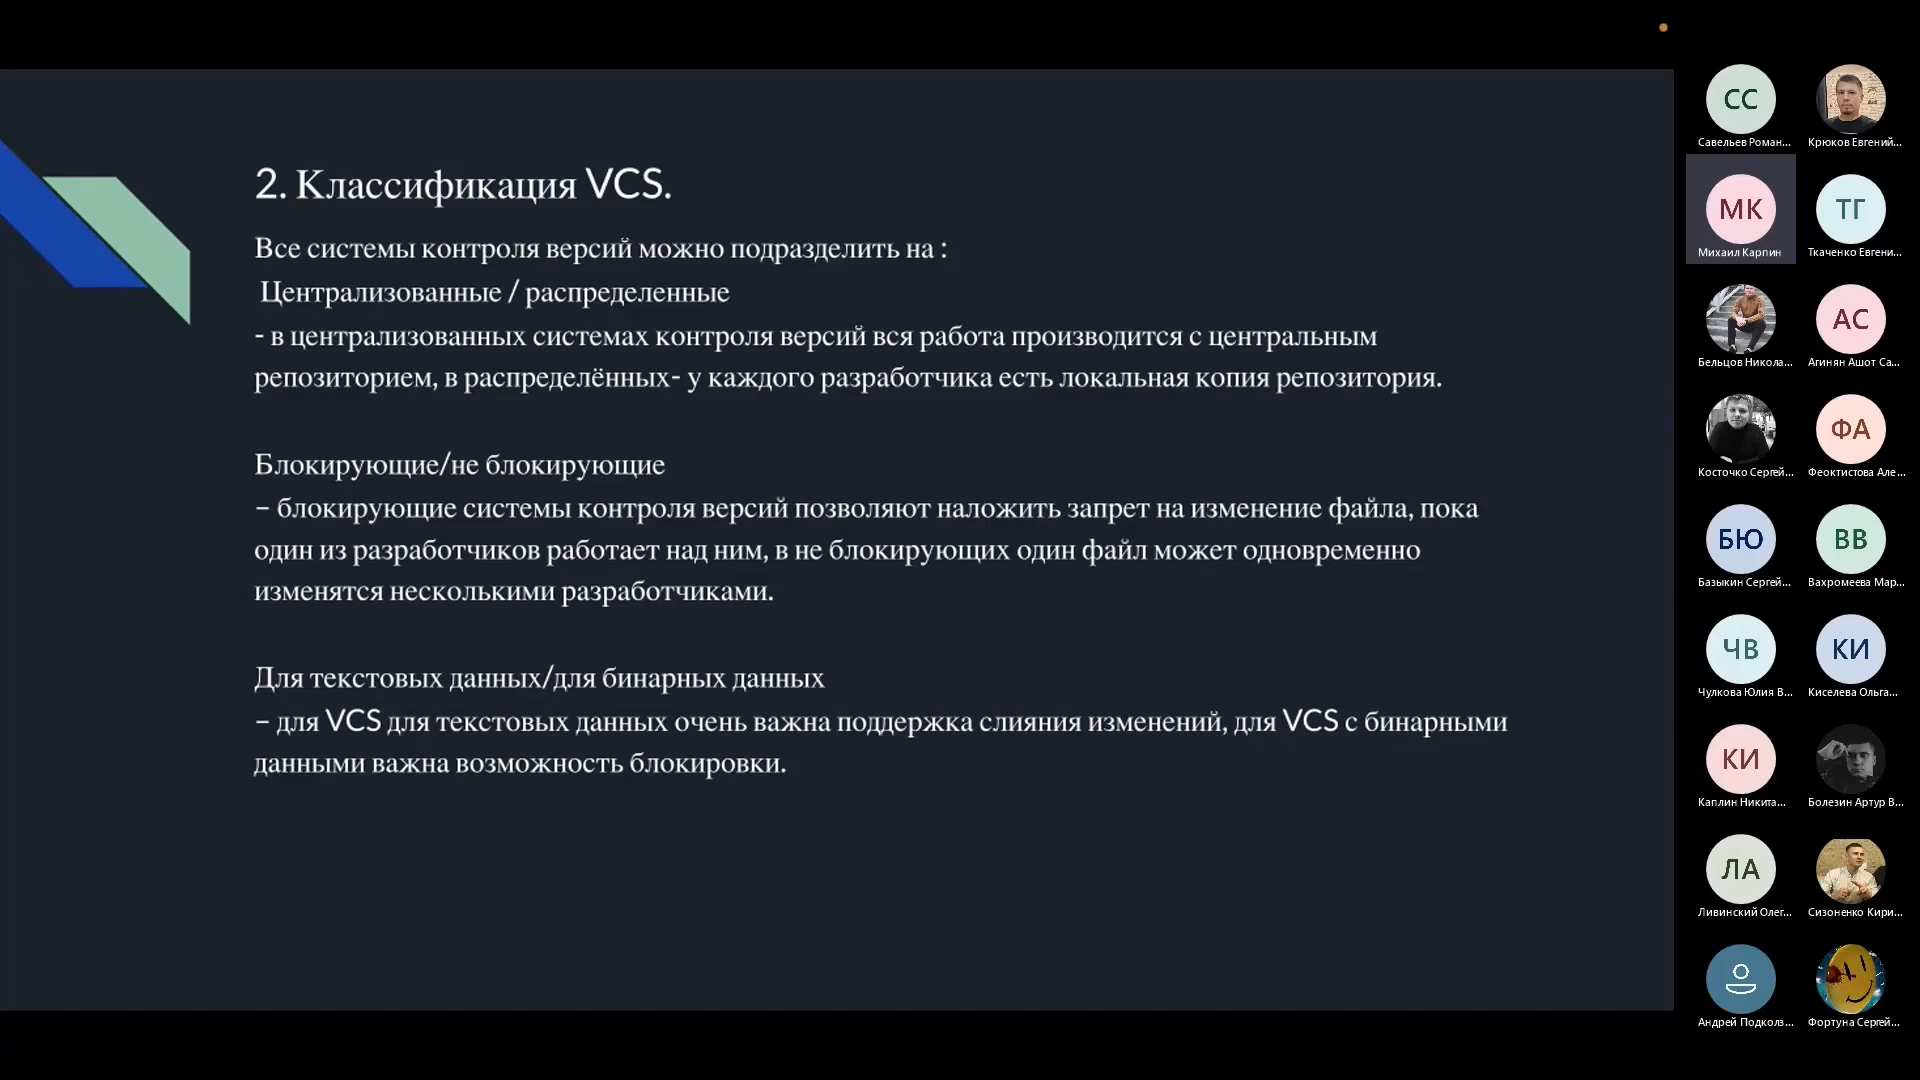 2. Классификация VCS.
Все системы контроля версий можно подразделить на :
Централизованные / распределенные
- в централизованных системах контроля версий вся работа производится с центральным
репозиторием, в распределённых- у каждого разработчика есть локальная копия репозитория.
Блокирующие/не блокирующие
– блокирующие системы контроля версий позволяют наложить запрет на изменение файла, пока
один из разработчиков работает над ним, в не блокирующих один файл может одновременно
изменятся несколькими разработчиками.
Для текстовых данных/для бинарных данных
– для VCS для текстовых данных очень важна поддержка слияния изменений, для VCS с бинарными
данными важна возможность блокировки.
СС
Савельев Роман...
Крюков Евгений...
МК
Михаил Карпин
ТГ
Ткаченко Евгени...
Бельцов Никола...
АС
Агинян Ашот Са...
Косточко Сергей...
ФА
Феоктистова Але...
БЮ
Базыкин Сергей...
ВВ
Вахромеева Мар...
ЧВ
Чулкова Юлия В...
КИ
Киселева Ольга...
КИ
Каплин Никита...
Болезин Артур В...
ЛА
Ливинский Олег...
Сизоненко Кири...
Андрей Подколз...
Фортуна Сергей...